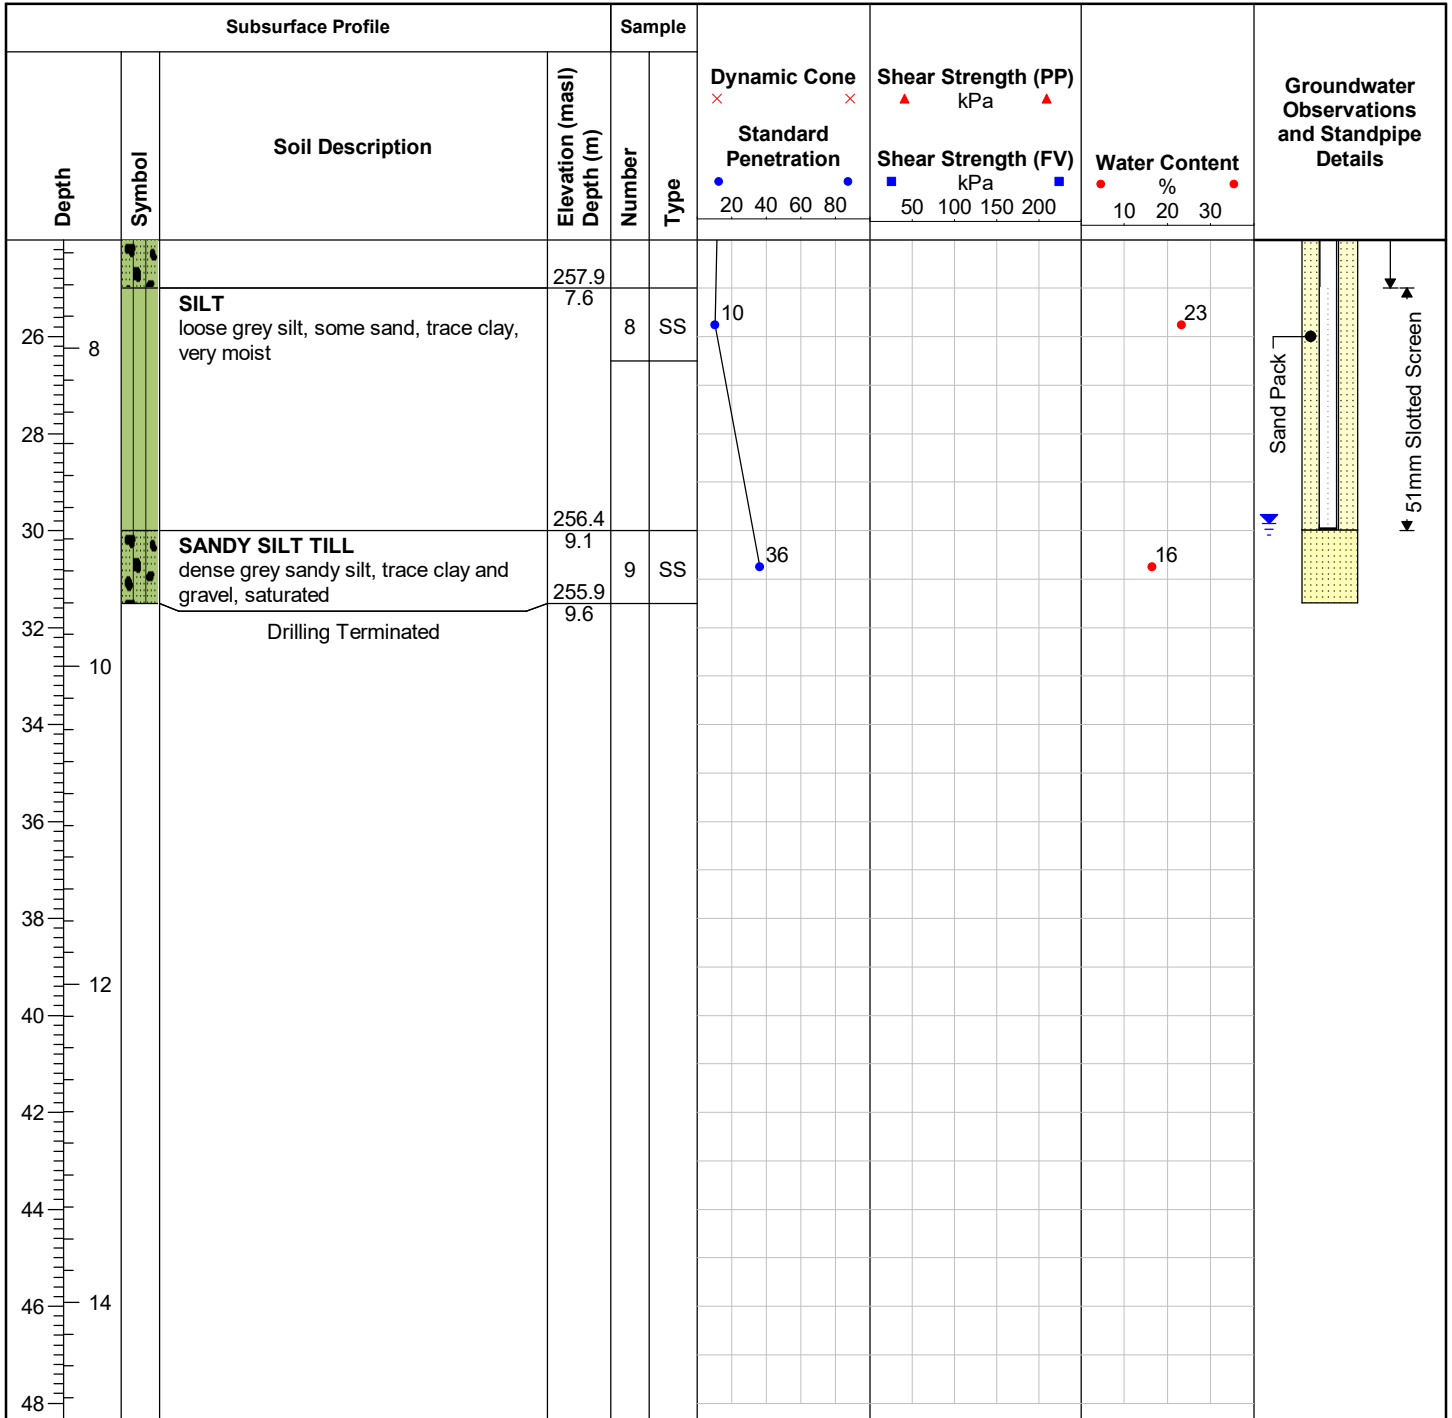 Subsurface Profile
Sample
Depth
Symbol
Soil Description
Elevation (masl)
Depth (m)
Number
Type
Dynamic Cone
Standard
Penetration
20 40 60 80
Shear Strength (PP)
kPa
Shear Strength (FV)
kPa
50 100 150 200
Water Content
%
10 20 30
Groundwater
Observations
and Standpipe
Details
257.9
7.6
SILT
loose grey silt, some sand, trace clay,
very moist
8 SS
10
23
26
8
28
Sand Pack
51mm Slotted Screen
256.4
30
9.1
SANDY SILT TILL
dense grey sandy silt, trace clay and
gravel, saturated
9 SS
36
16
255.9
9.6
32
Drilling Terminated
10
34
36
38
12
40
42
44
46
14
48